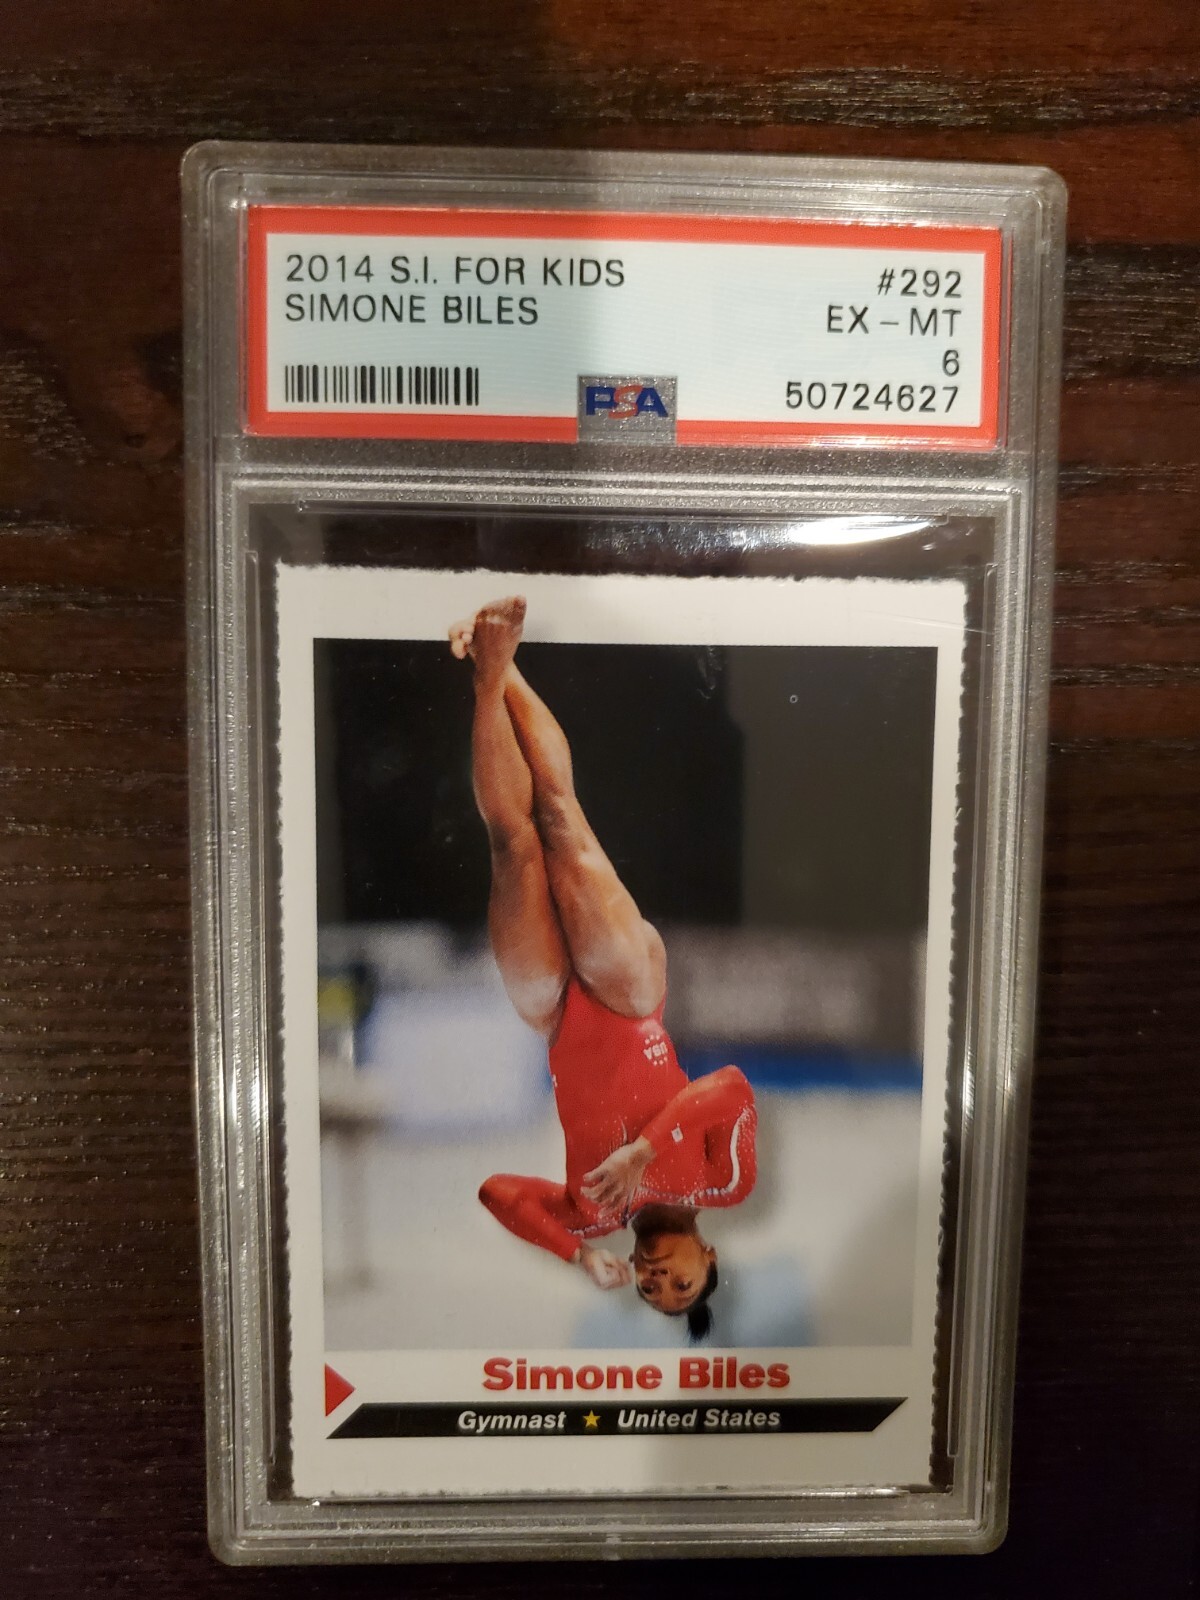 2014 S.I. FOR KIDS #292
SIMONE BILES EX - MT
6
PSA 50724627
USA
Simone Biles
Gymnast ★ United States